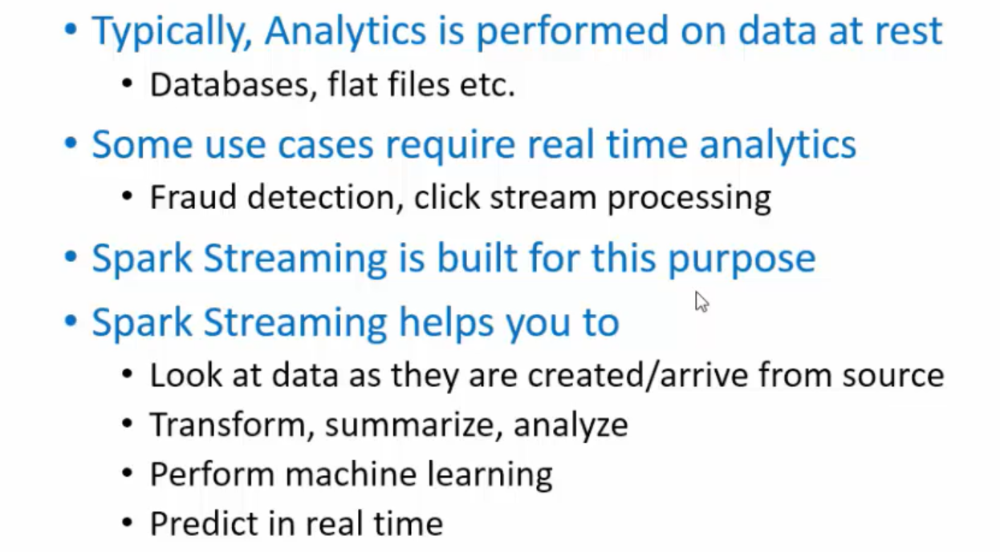 • Typically, Analytics is performed on data at rest
• Databases, flat files etc.
• Some use cases require real time analytics
• Fraud detection, click stream processing
• Spark Streaming is built for this purpose
• Spark Streaming helps you to
• Look at data as they are created/arrive from source
• Transform, summarize, analyze
• Perform machine learning
• Predict in real time